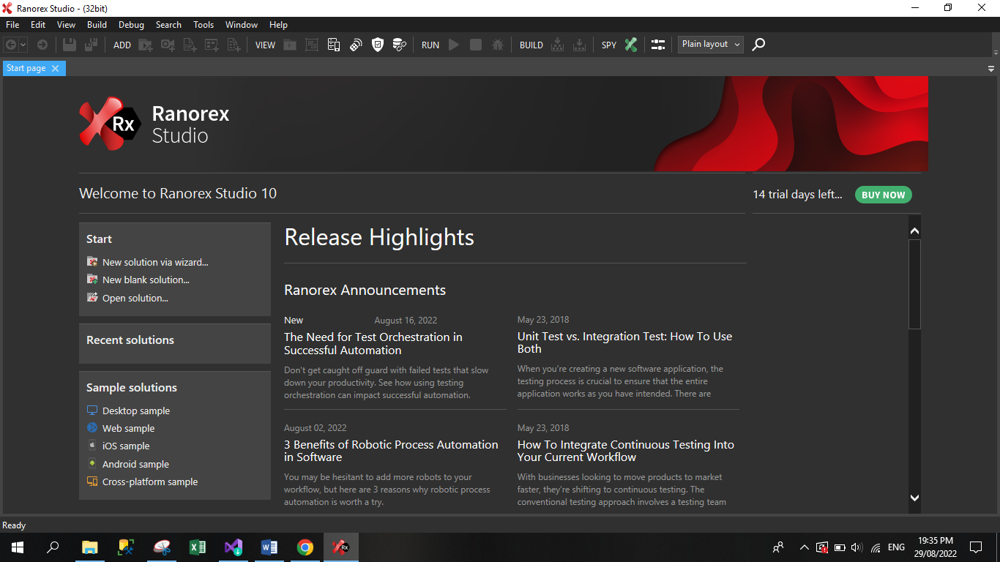 Ranorex Studio - (32bit)
File Edit View Build Debug Search Tools Window Help
ADD VIEW RUN BUILD SPY Plain layout
Start page
Rx
Ranorex
Studio
Welcome to Ranorex Studio 10
14 trial days left... BUY NOW
Start
New solution via wizard...
New blank solution...
Open solution...
Recent solutions
Sample solutions
Desktop sample
Web sample
iOS sample
Android sample
Cross-platform sample
Release Highlights
Ranorex Announcements
New August 16, 2022
The Need for Test Orchestration in
Successful Automation
Don't get caught off guard with failed tests that slow
down your productivity. See how using testing
orchestration can impact successful automation.
May 23, 2018
Unit Test vs. Integration Test: How To Use
Both
When you're creating a new software application, the
testing process is crucial to ensure that the entire
application works as you have intended. There are
August 02, 2022
3 Benefits of Robotic Process Automation
in Software
You may be hesitant to add more robots to your
workflow, but here are 3 reasons why robotic process
automation is worth a try.
May 23, 2018
How To Integrate Continuous Testing Into
Your Current Workflow
With businesses looking to move products to market
faster, they're shifting to continuous testing. The
conventional testing approach involves a testing team
Ready
Rx
ENG
19:35 PM
29/08/2022